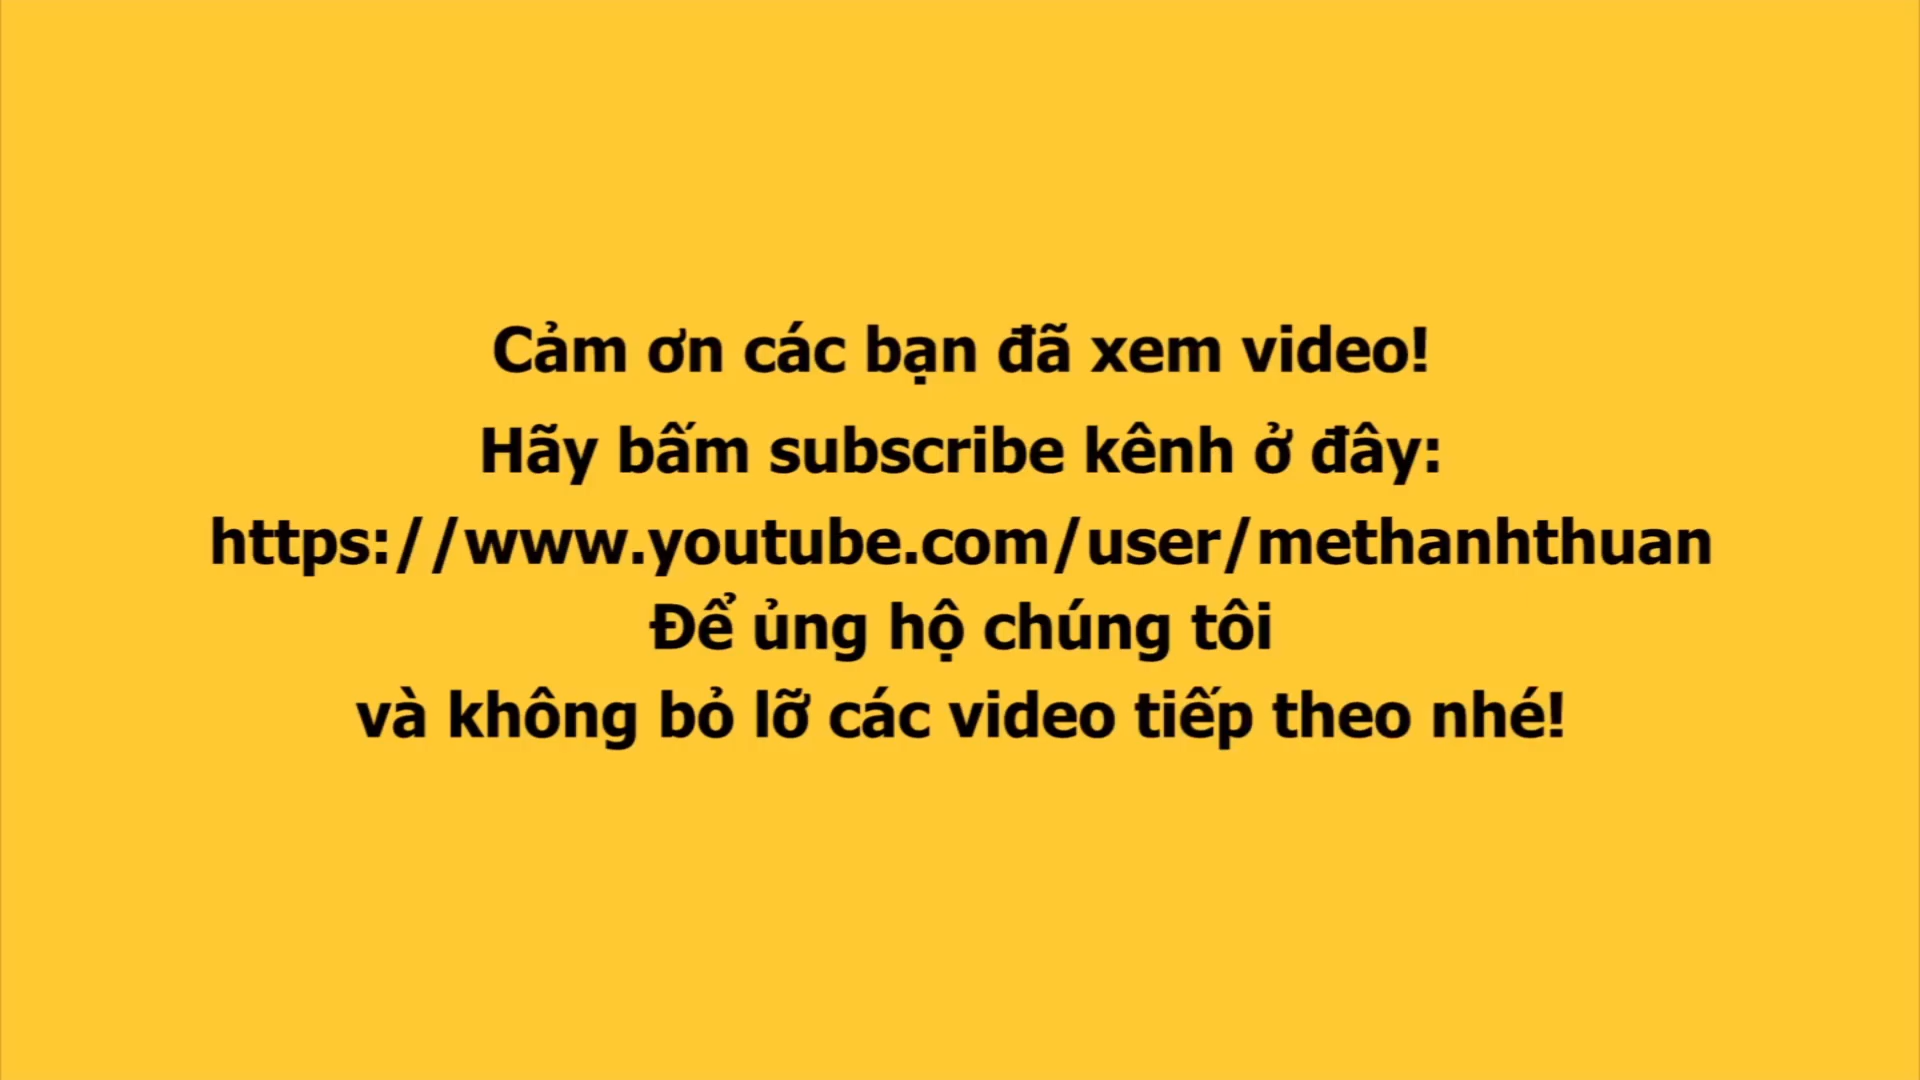 Cảm ơn các bạn đã xem video!
Hãy bấm subscribe kênh ở đây:
https://www.youtube.com/user/methanhthuan
Để ủng hộ chúng tôi
và không bỏ lỡ các video tiếp theo nhé!